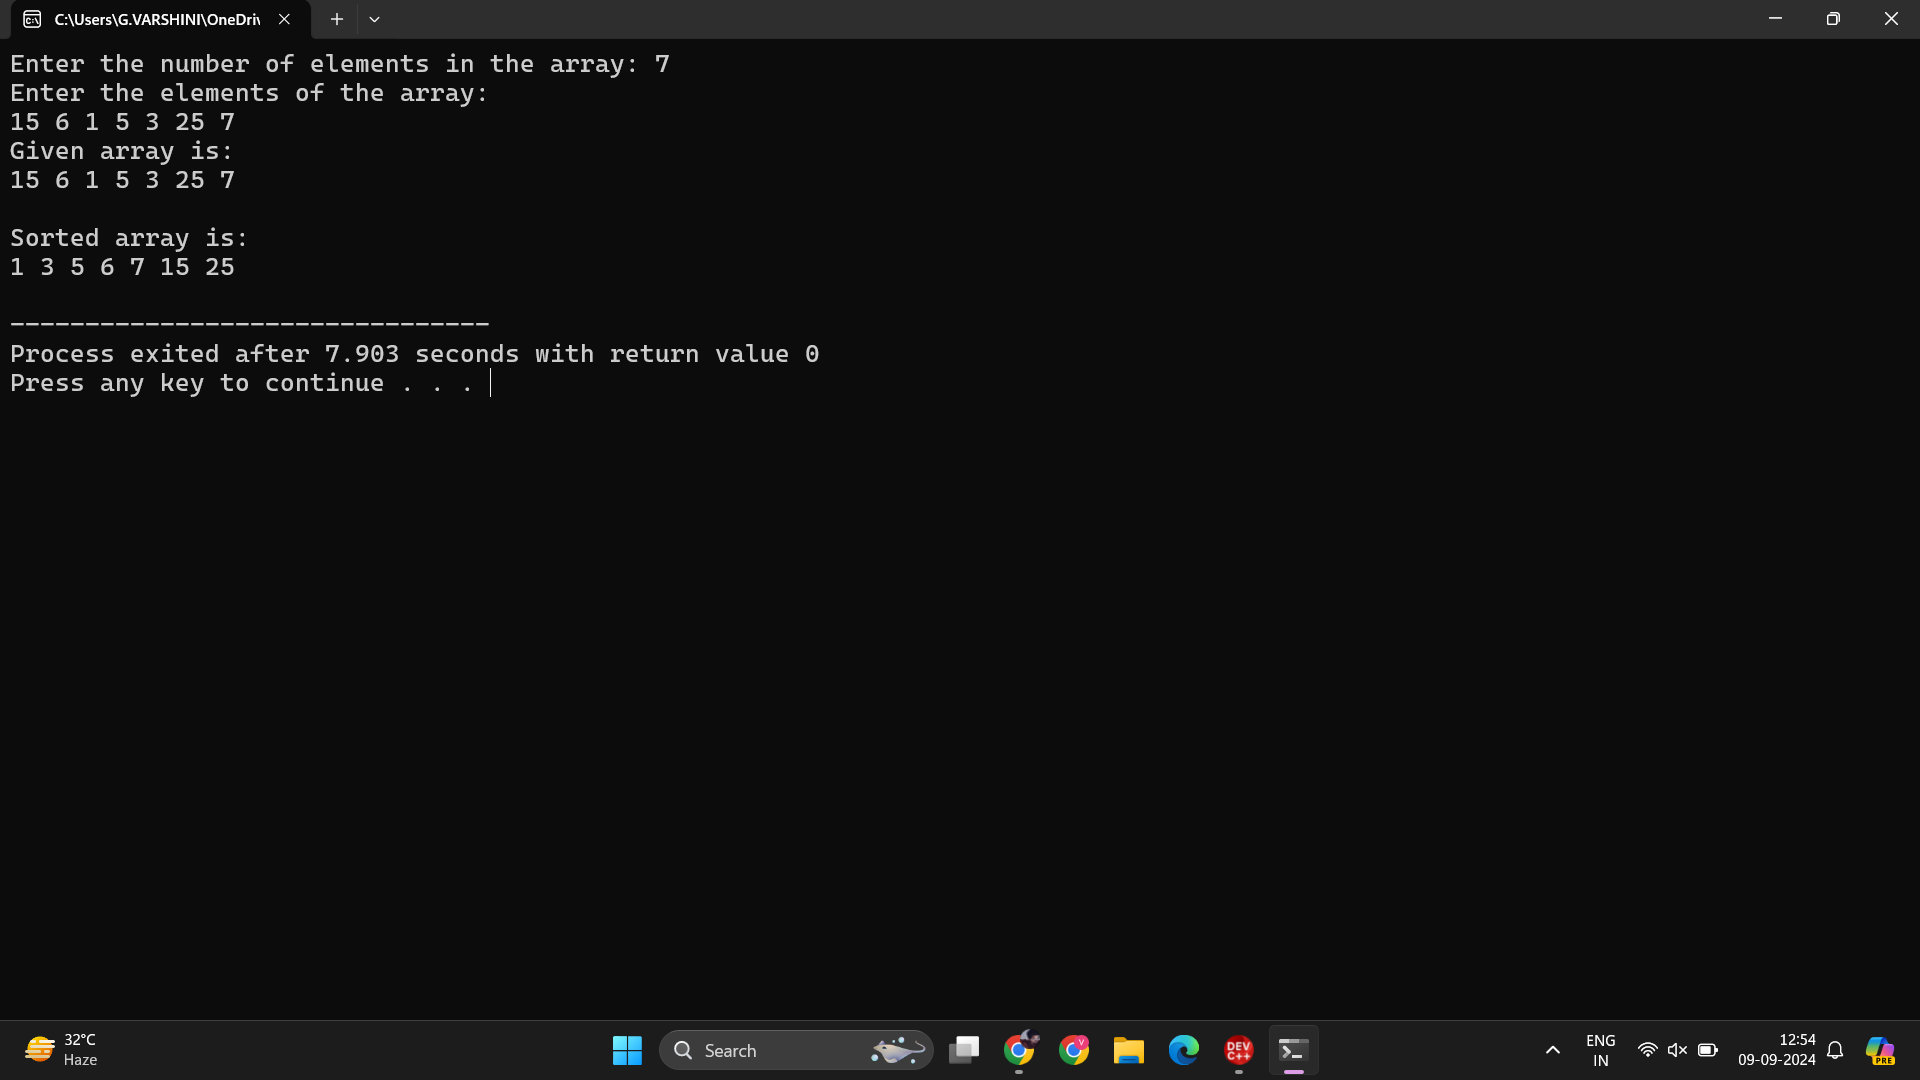 C:\Users\G.VARSHINI\OneDri
Enter the number of elements in the array: 7
Enter the elements of the array:
15 6 1 5 3 25 7
Given array is:
15 6 1 5 3 25 7
Sorted array is:
1 3 5 6 7 15 25
--------------------------------
Process exited after 7.903 seconds with return value 0
Press any key to continue . . .
32°C
Haze
Search
V
DEV
C++
ENG
IN
12:54
09-09-2024
PRE